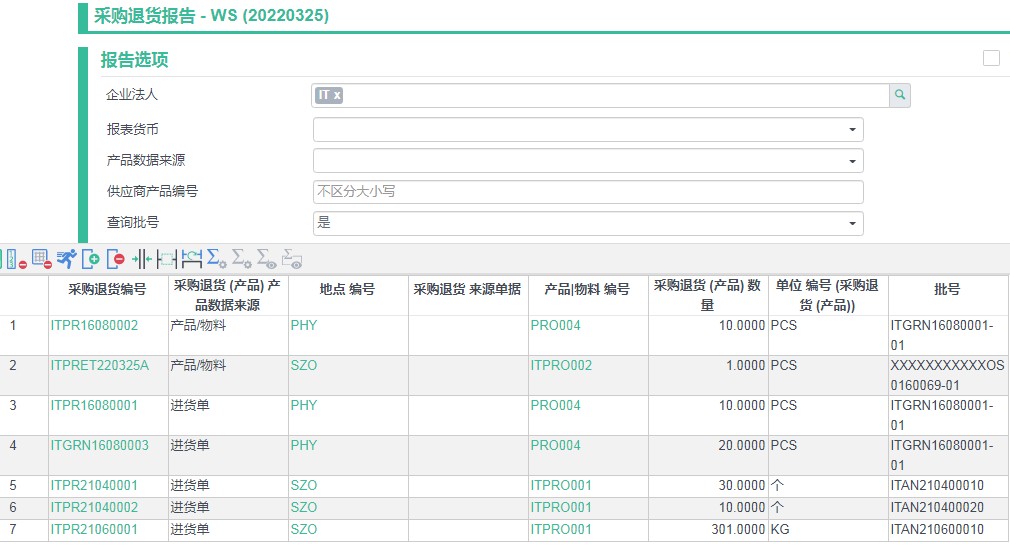 采购退货报告 - WS (20220325)
报告选项
企业法人 IT x
报表货币
产品数据来源
供应商产品编号 不区分大小写
查询批号 是
采购退货编号 采购退货 (产品) 产品数据来源 地点 编号 采购退货 来源单据 产品|物料 编号 采购退货 (产品) 数量 单位 编号 (采购退货 (产品)) 批号
1 ITPR16080002 产品/物料 PHY PRO004 10.0000 PCS ITGRN16080001-01
2 ITPRET220325A 产品/物料 SZO ITPRO002 1.0000 PCS XXXXXXXXXXXOS0160069-01
3 ITPR16080001 进货单 PHY PRO004 10.0000 PCS ITGRN16080001-01
4 ITGRN16080003 进货单 PHY PRO004 20.0000 PCS ITGRN16080001-01
5 ITPR21040001 进货单 SZO ITPRO001 30.0000 个 ITAN210400010
6 ITPR21040002 进货单 SZO ITPRO001 10.0000 个 ITAN210400020
7 ITPR21060001 进货单 SZO ITPRO001 301.0000 KG ITAN210600010